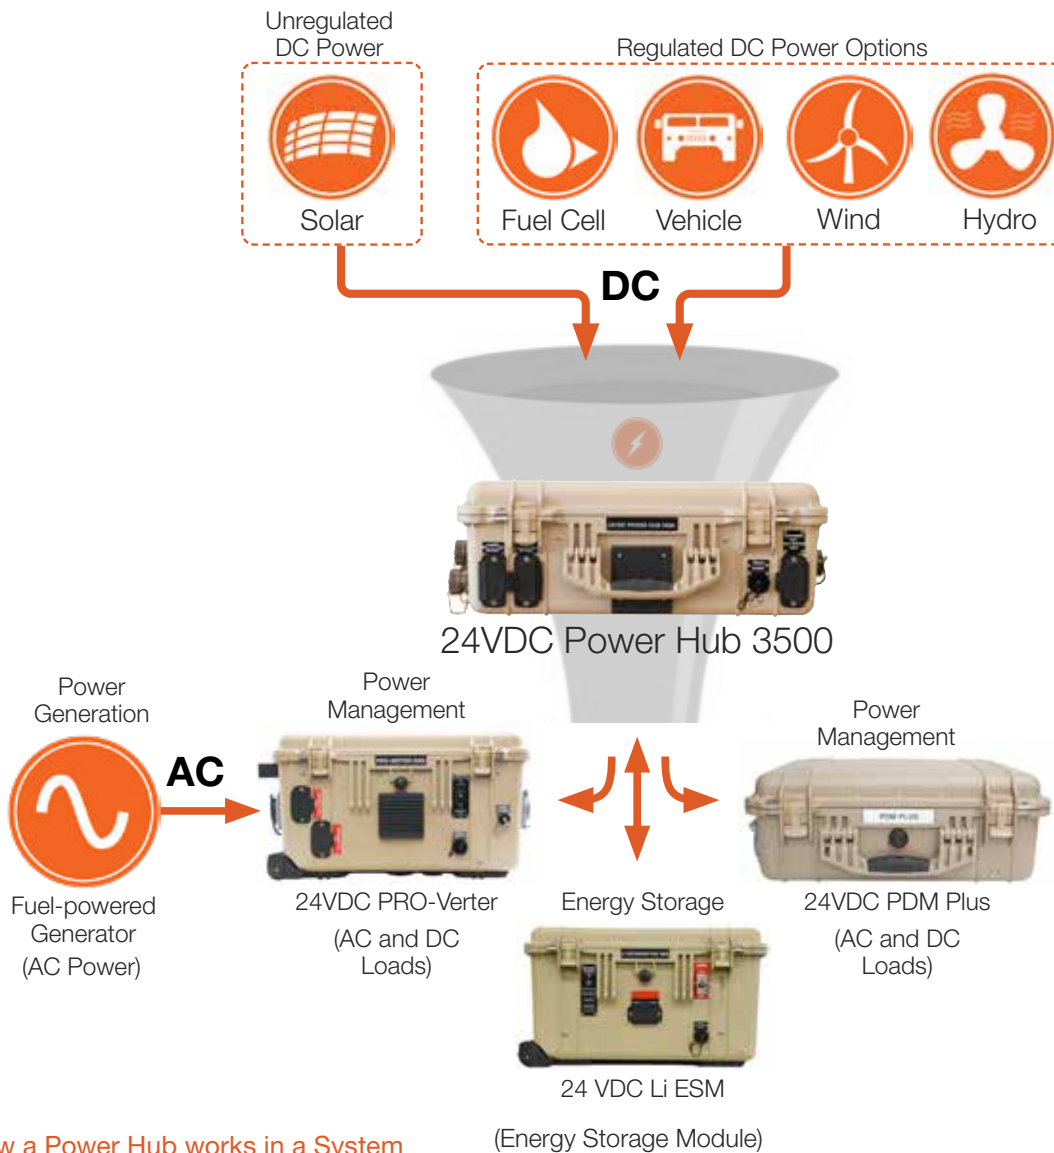 Unregulated
DC Power
Regulated DC Power Options
Solar
Fuel Cell
Vehicle
Wind
Hydro
DC
24VDC Power Hub 3500
Power
Generation
Power
Management
Power
Management
AC
PDM PLUS
Fuel-powered
Generator
(AC Power)
24VDC PRO-Verter
(AC and DC
Loads)
Energy Storage
24VDC PDM Plus
(AC and DC
Loads)
24 VDC Li ESM
(Energy Storage Module)
w a Power Hub works in a System